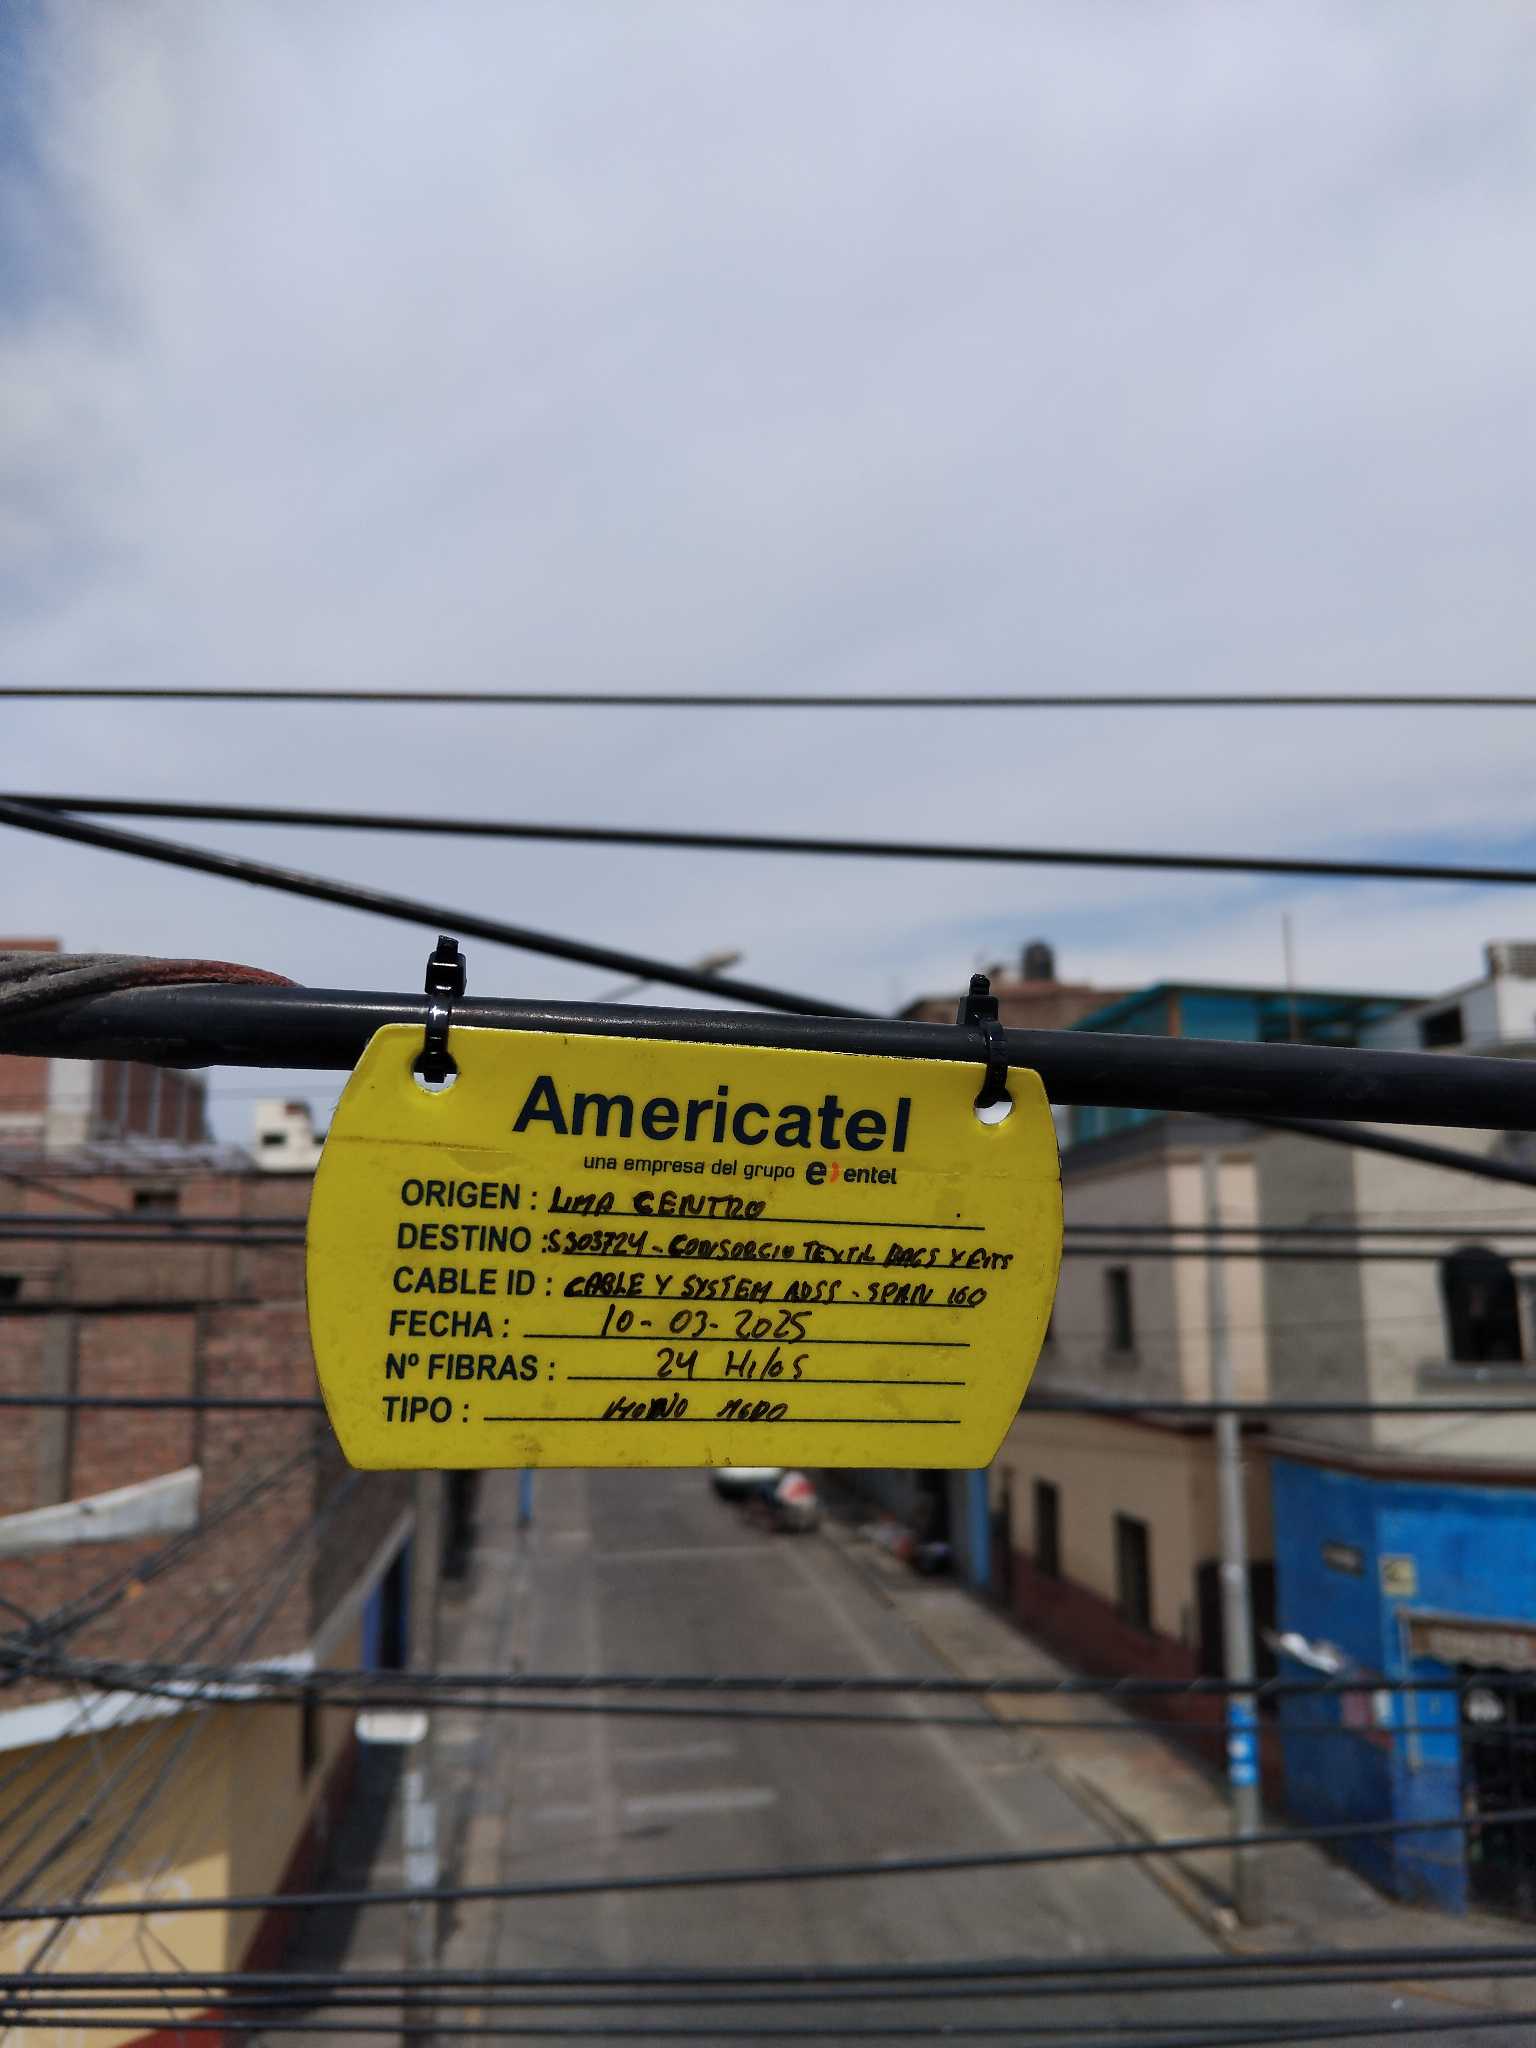 Americatel
una empresa del grupo e) entel
ORIGEN : LIMA CENTRO
DESTINO : S303724 - CONSORCIO TEXTIL BAGS Y
CABLE ID : CABLE Y SYSTEM ADSS - SPAN 160
FECHA : 10 - 03 - 2025
Nº FIBRAS : 24 Hilos
TIPO : MONO MODO